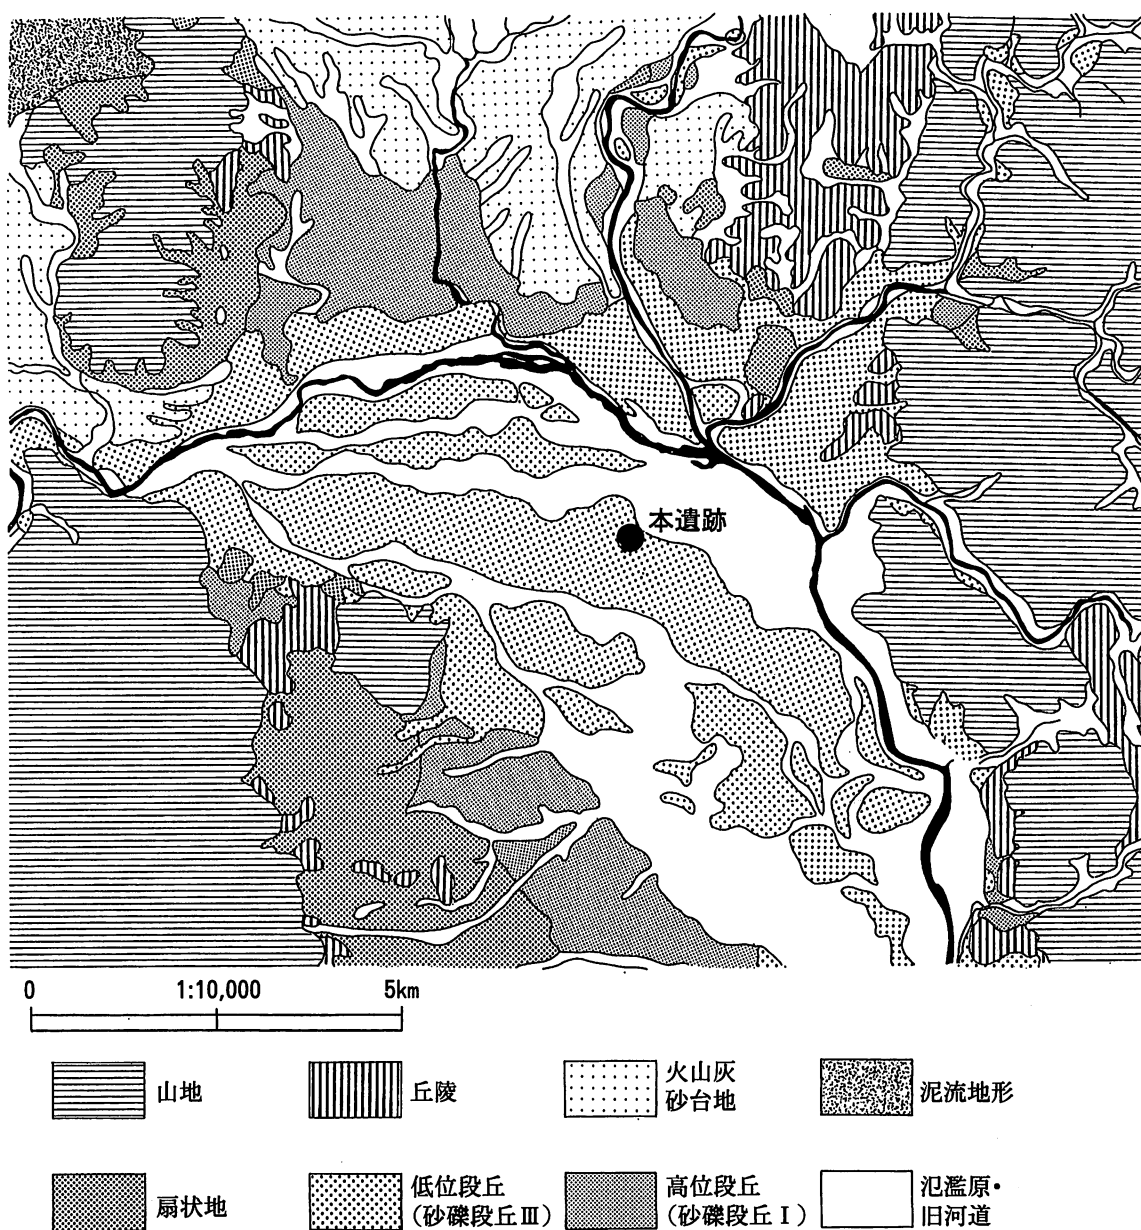 本遺跡
0 1:10,000 5km
山地
丘陵
火山灰
砂台地
泥流地形
扇状地
低位段丘
(砂礫段丘Ⅲ)
高位段丘
(砂礫段丘Ⅰ)
氾濫原・
旧河道